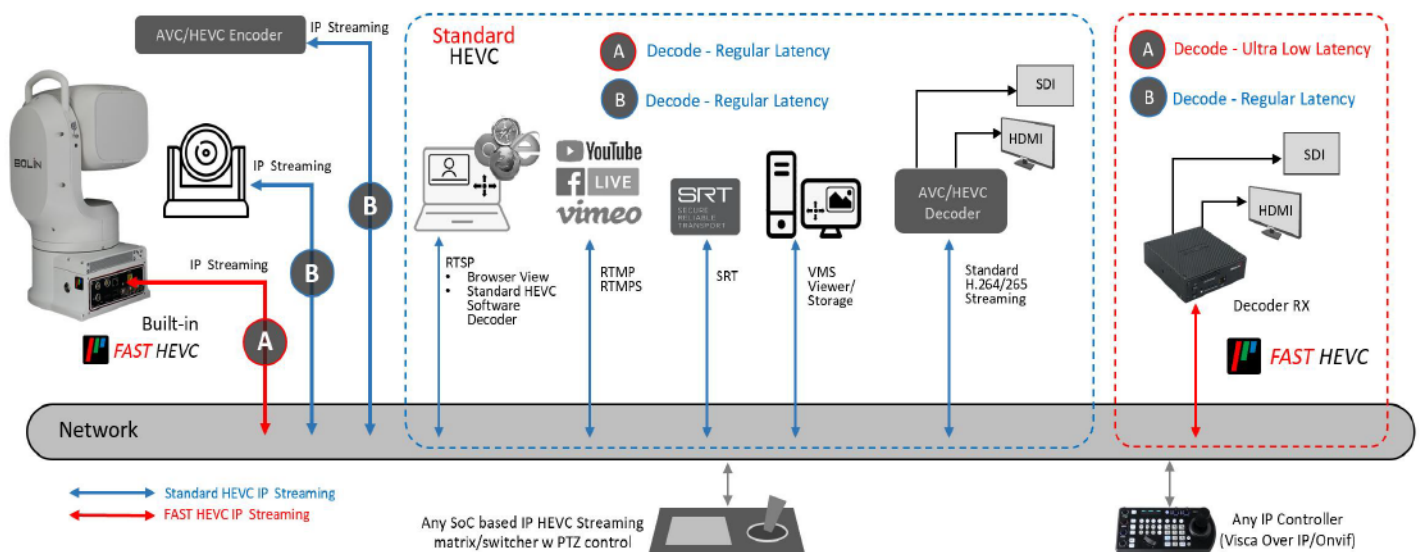 AVC/HEVC Encoder
IP Streaming
BOLIN
IP Streaming
IP Streaming
Built-in
FAST HEVC
A
B
B
Standard
HEVC
A Decode - Regular Latency
B Decode - Regular Latency
YouTube
f LIVE
vimeo
SRT
SECURE
RELIABLE
TRANSPORT
AVC/HEVC
Decoder
SDI
HDMI
RTSP
• Browser View
• Standard HEVC
Software
Decoder
RTMP
RTMPS
SRT
VMS
Viewer/
Storage
Standard
H.264/265
Streaming
A Decode - Ultra Low Latency
B Decode - Regular Latency
SDI
HDMI
Decoder RX
FAST HEVC
Network
Standard HEVC IP Streaming
FAST HEVC IP Streaming
Any SoC based IP HEVC Streaming
matrix/switcher w PTZ control
Any IP Controller
(Visca Over IP/Onvif)